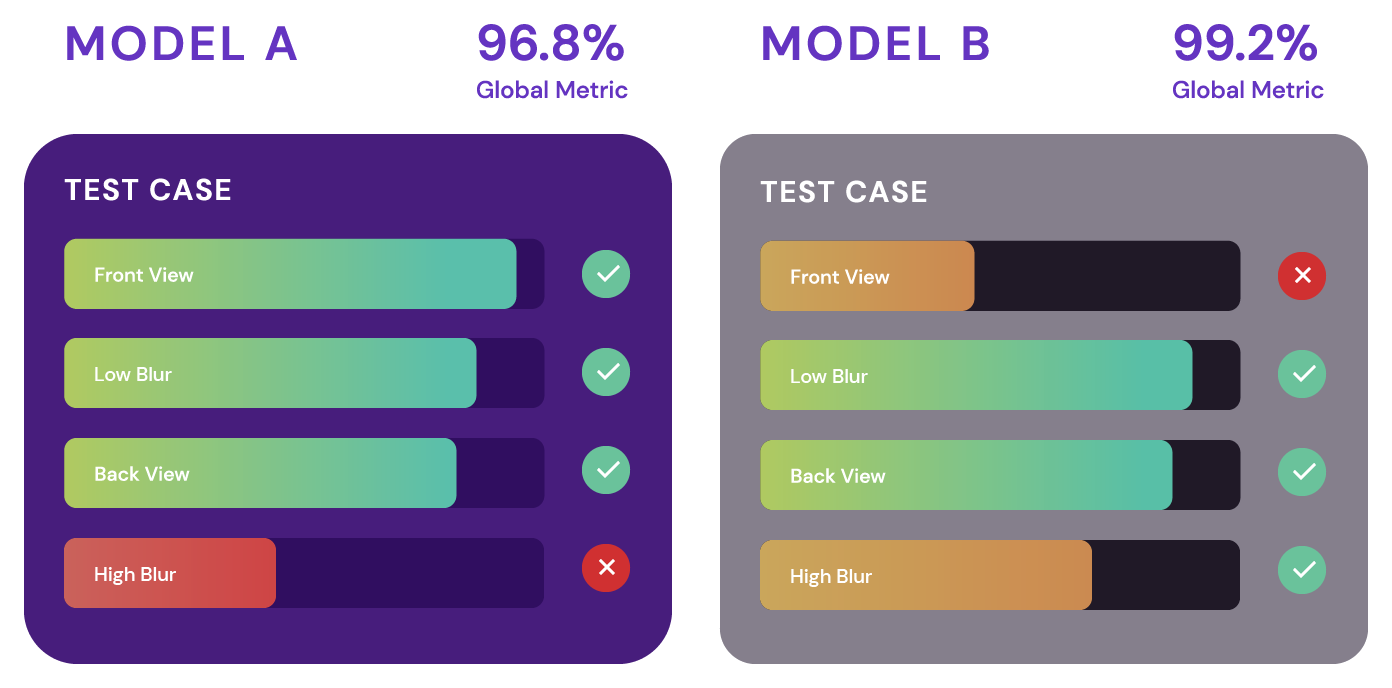 MODEL A
96.8%
Global Metric
TEST CASE
Front View
Low Blur
Back View
High Blur
MODEL B
99.2%
Global Metric
TEST CASE
Front View
Low Blur
Back View
High Blur